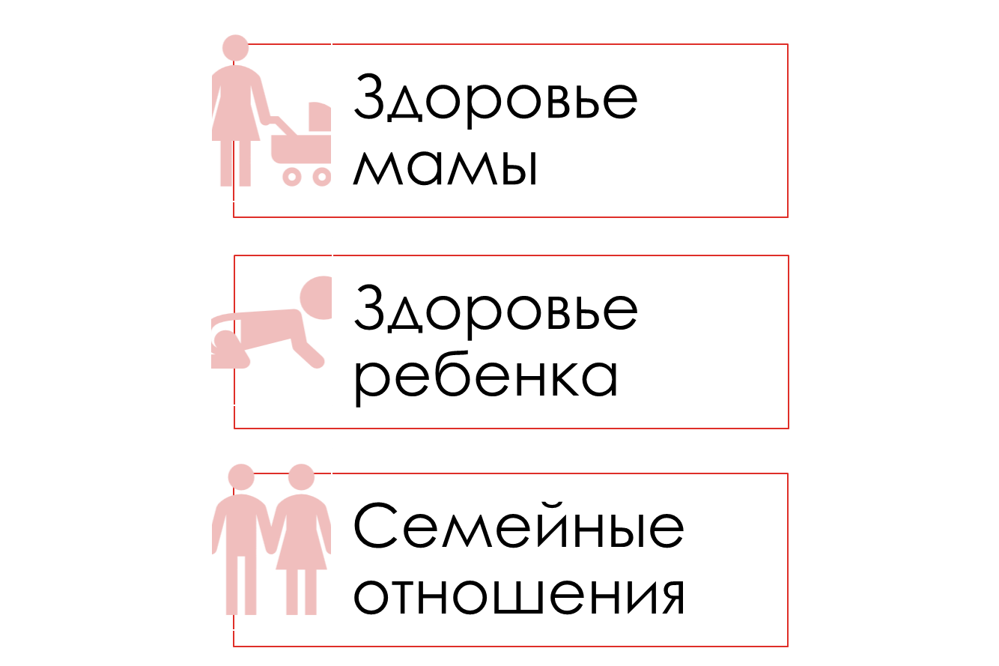 Здоровье
мамы
Здоровье
ребенка
Семейные
отношения